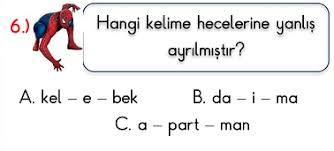 6.)
Hangi kelime hecelerine yanlış
ayrılmıştır?
A. kel – e – bek B. da – i – ma
C. a – part – man